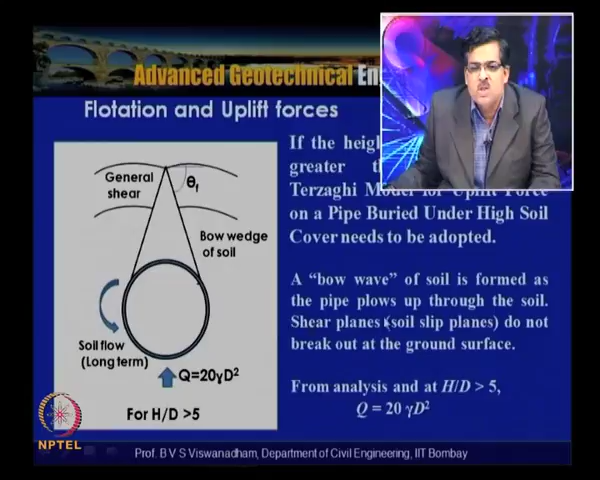 Advanced Geotechnical En
Flotation and Uplift forces
General
shear
θf
Bow wedge
of soil
Soil flow
(Long term)
Q=20γD²
For H/D >5
If the heig
greater th
Terzaghi Model for Uplift Force
on a Pipe Buried Under High Soil
Cover needs to be adopted.
A “bow wave” of soil is formed as
the pipe plows up through the soil.
Shear planes (soil slip planes) do not
break out at the ground surface.
From analysis and at H/D > 5,
Q = 20 γD²
NPTEL
Prof. B V S Viswanadham, Department of Civil Engineering, IIT Bombay